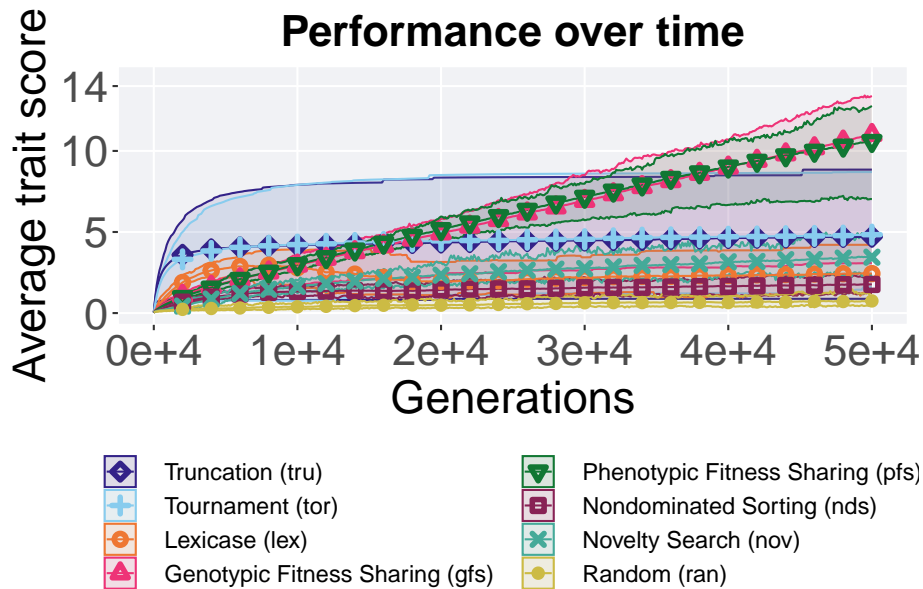 Performance over time
Average trait score
14
10
5
0
0e+4 1e+4 2e+4 3e+4 4e+4 5e+4
Generations
Truncation (tru)
Tournament (tor)
Lexicase (lex)
Genotypic Fitness Sharing (gfs)
Phenotypic Fitness Sharing (pfs)
Nondominated Sorting (nds)
Novelty Search (nov)
Random (ran)